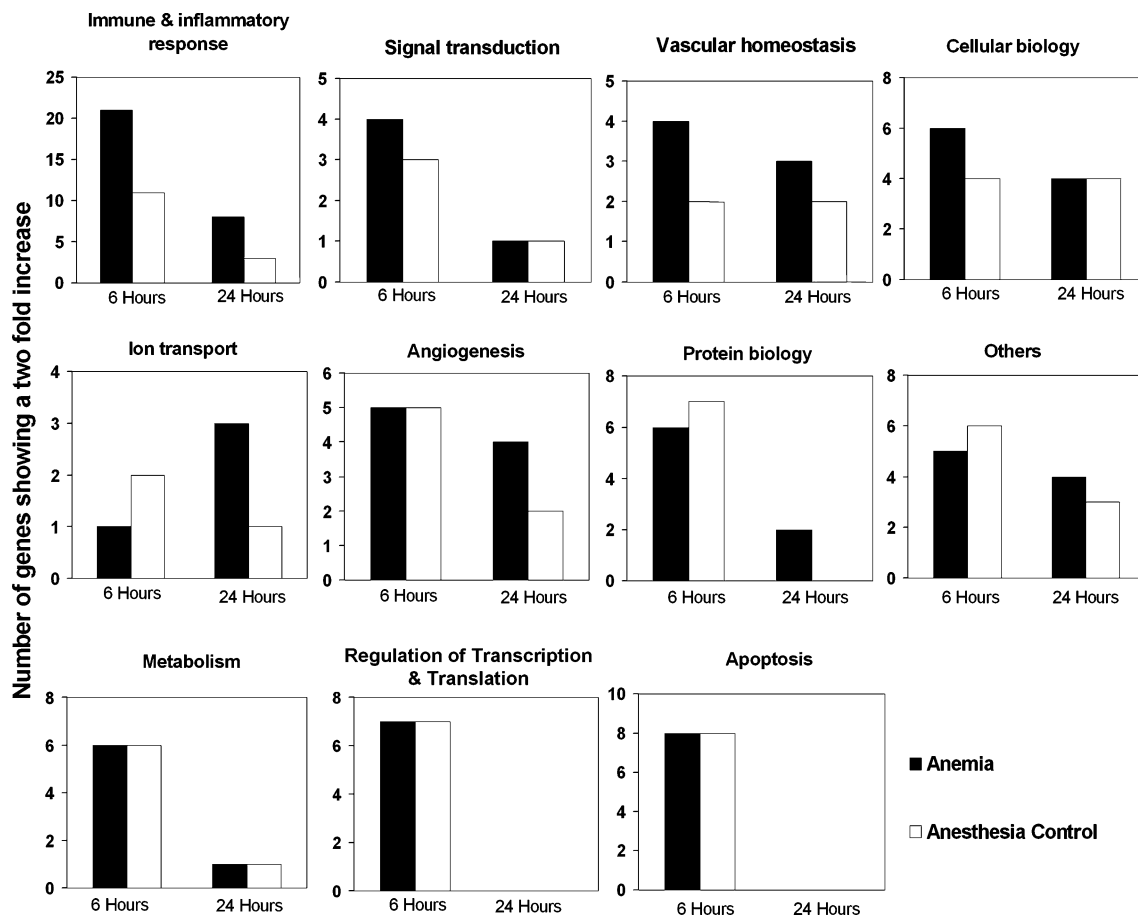 Immune & inflammatory
response
Signal transduction
Vascular homeostasis
Cellular biology
25
20
15
10
5
0
6 Hours
24 Hours
5
4
3
2
1
0
6 Hours
24 Hours
5
4
3
2
1
0
6 Hours
24 Hours
8
6
4
2
0
6 Hours
24 Hours
Number of genes showing a two fold increase
Ion transport
Angiogenesis
Protein biology
Others
4
3
2
1
0
6 Hours
24 Hours
6
5
4
3
2
1
0
6 Hours
24 Hours
8
6
4
2
0
6 Hours
24 Hours
8
6
4
2
0
6 Hours
24 Hours
Metabolism
Regulation of Transcription
& Translation
Apoptosis
8
6
4
2
0
6 Hours
24 Hours
8
7
6
5
4
3
2
1
0
6 Hours
24 Hours
10
8
6
4
2
0
6 Hours
24 Hours
Anemia
Anesthesia Control